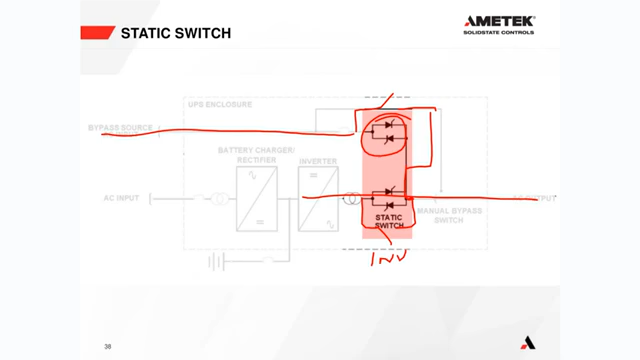 STATIC SWITCH
AMETEK
SOLIDSTATE CONTROLS
UPS ENCLOSURE
BYPASS SOURCE
BATTERY CHARGER/
RECTIFIER
INVERTER
AC INPUT
AC OUTPUT
STATIC
SWITCH
MANUAL BYPASS
SWITCH
INV
38